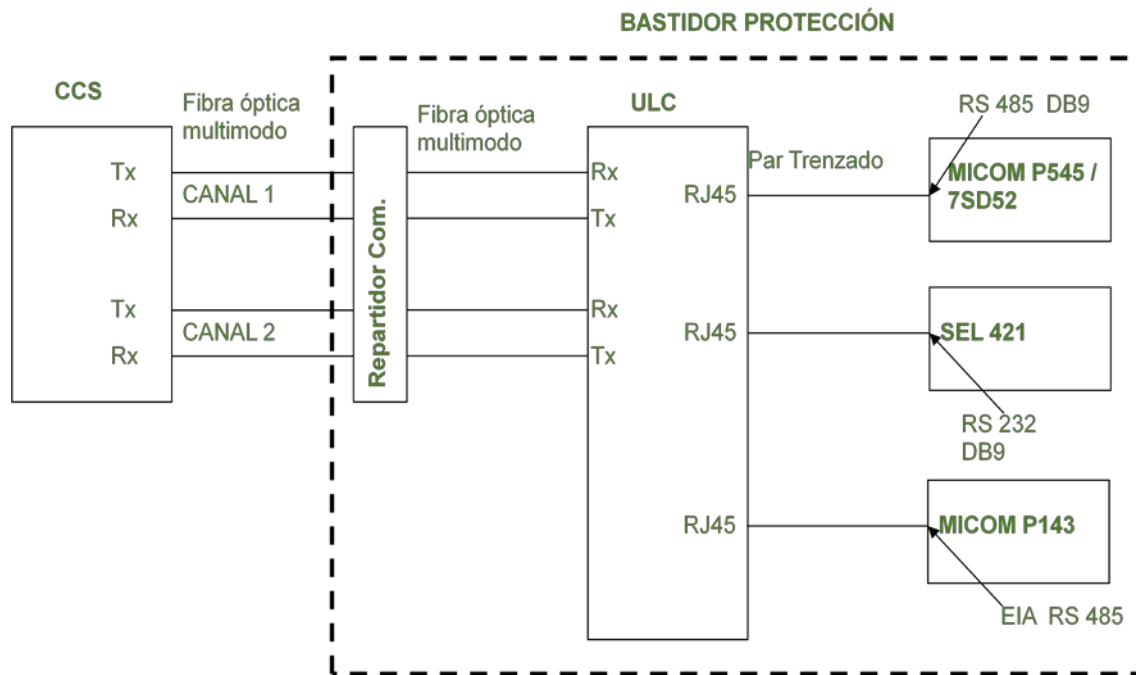 BASTIDOR PROTECCIÓN
CCS
Fibra óptica
multimodo
Fibra óptica
multimodo
ULC
RS 485 DB9
Tx
CANAL 1
Rx
Tx
CANAL 2
Rx
Repartidor Com.
Rx
Tx
Rx
Tx
Par Trenzado
RJ45
MICOM P545 /
7SD52
RJ45
SEL 421
RS 232
DB9
RJ45
MICOM P143
EIA RS 485